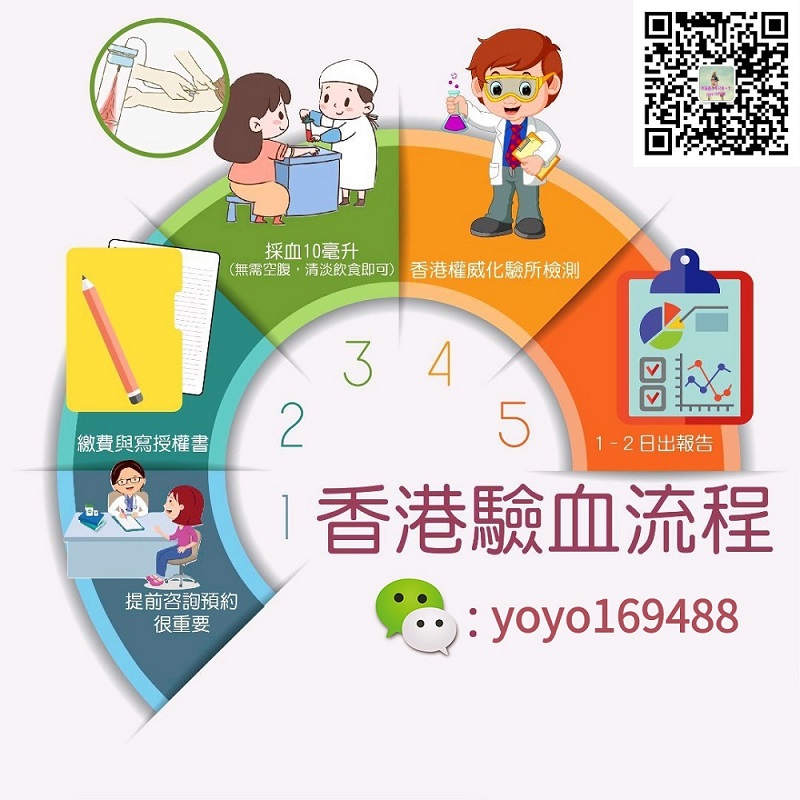 採血10毫升
(無需空腹，清淡飲食即可)
香港權威化驗所檢測
繳費與寫授權書
1-2日出報告
提前咨詢預約
很重要
1
2
3
4
5
香港驗血流程
: yoyo169488